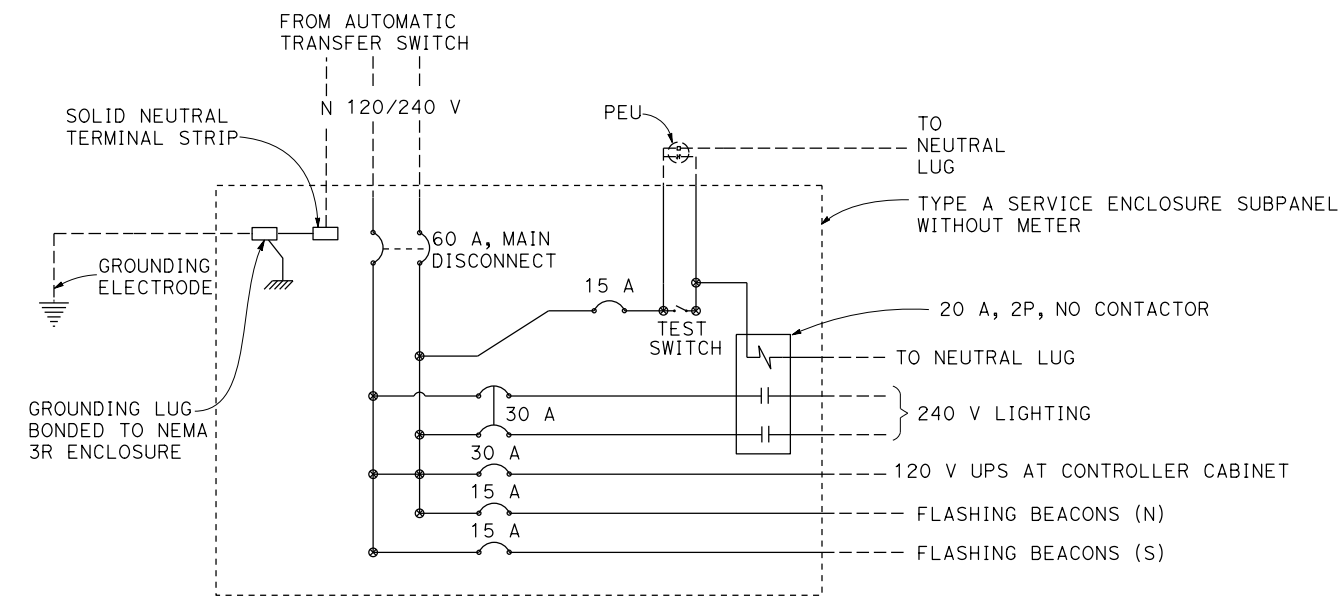 FROM AUTOMATIC
TRANSFER SWITCH
N 120/240 V
SOLID NEUTRAL
TERMINAL STRIP
PEU
TO
NEUTRAL
LUG
TYPE A SERVICE ENCLOSURE SUBPANEL
WITHOUT METER
60 A, MAIN
DISCONNECT
GROUNDING
ELECTRODE
15 A
TEST
SWITCH
20 A, 2P, NO CONTACTOR
TO NEUTRAL LUG
GROUNDING LUG
BONDED TO NEMA
3R ENCLOSURE
30 A
240 V LIGHTING
30 A
120 V UPS AT CONTROLLER CABINET
15 A
FLASHING BEACONS (N)
15 A
FLASHING BEACONS (S)